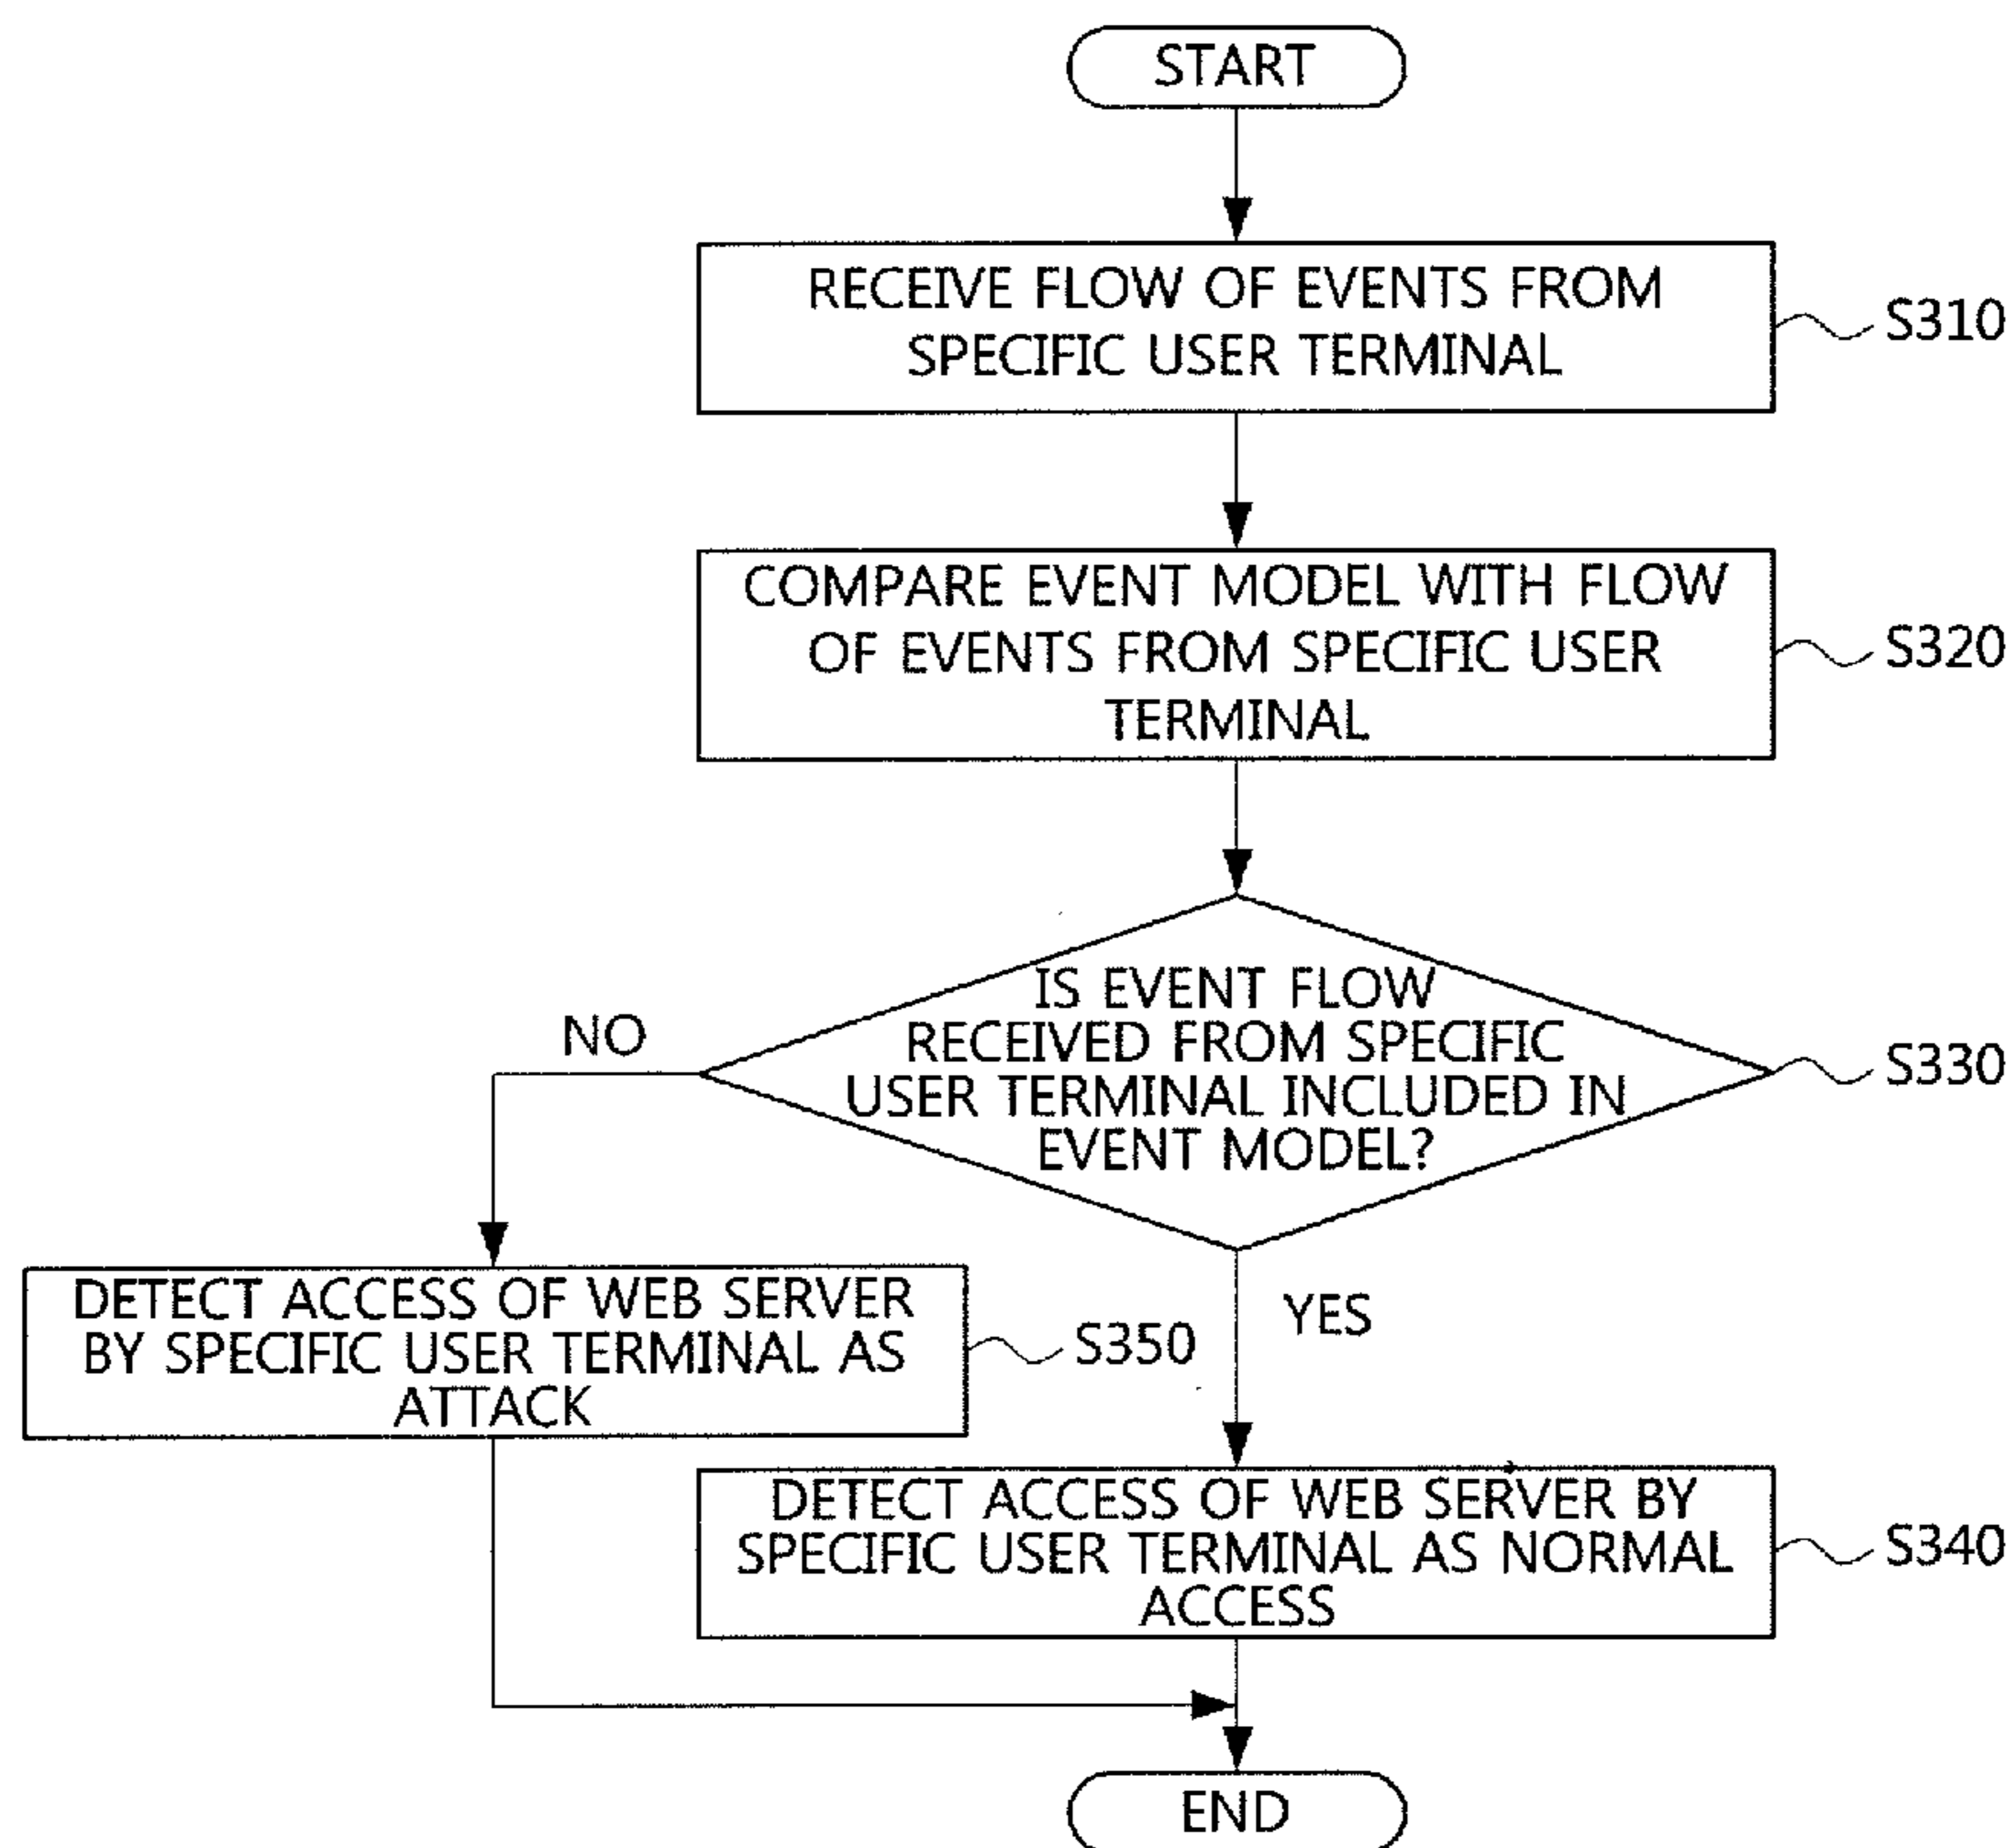 START
RECEIVE FLOW OF EVENTS FROM
SPECIFIC USER TERMINAL
S310
COMPARE EVENT MODEL WITH FLOW
OF EVENTS FROM SPECIFIC USER
TERMINAL
S320
IS EVENT FLOW
RECEIVED FROM SPECIFIC
USER TERMINAL INCLUDED IN
EVENT MODEL?
S330
NO
YES
DETECT ACCESS OF WEB SERVER
BY SPECIFIC USER TERMINAL AS
ATTACK
S350
DETECT ACCESS OF WEB SERVER BY
SPECIFIC USER TERMINAL AS NORMAL
ACCESS
S340
END